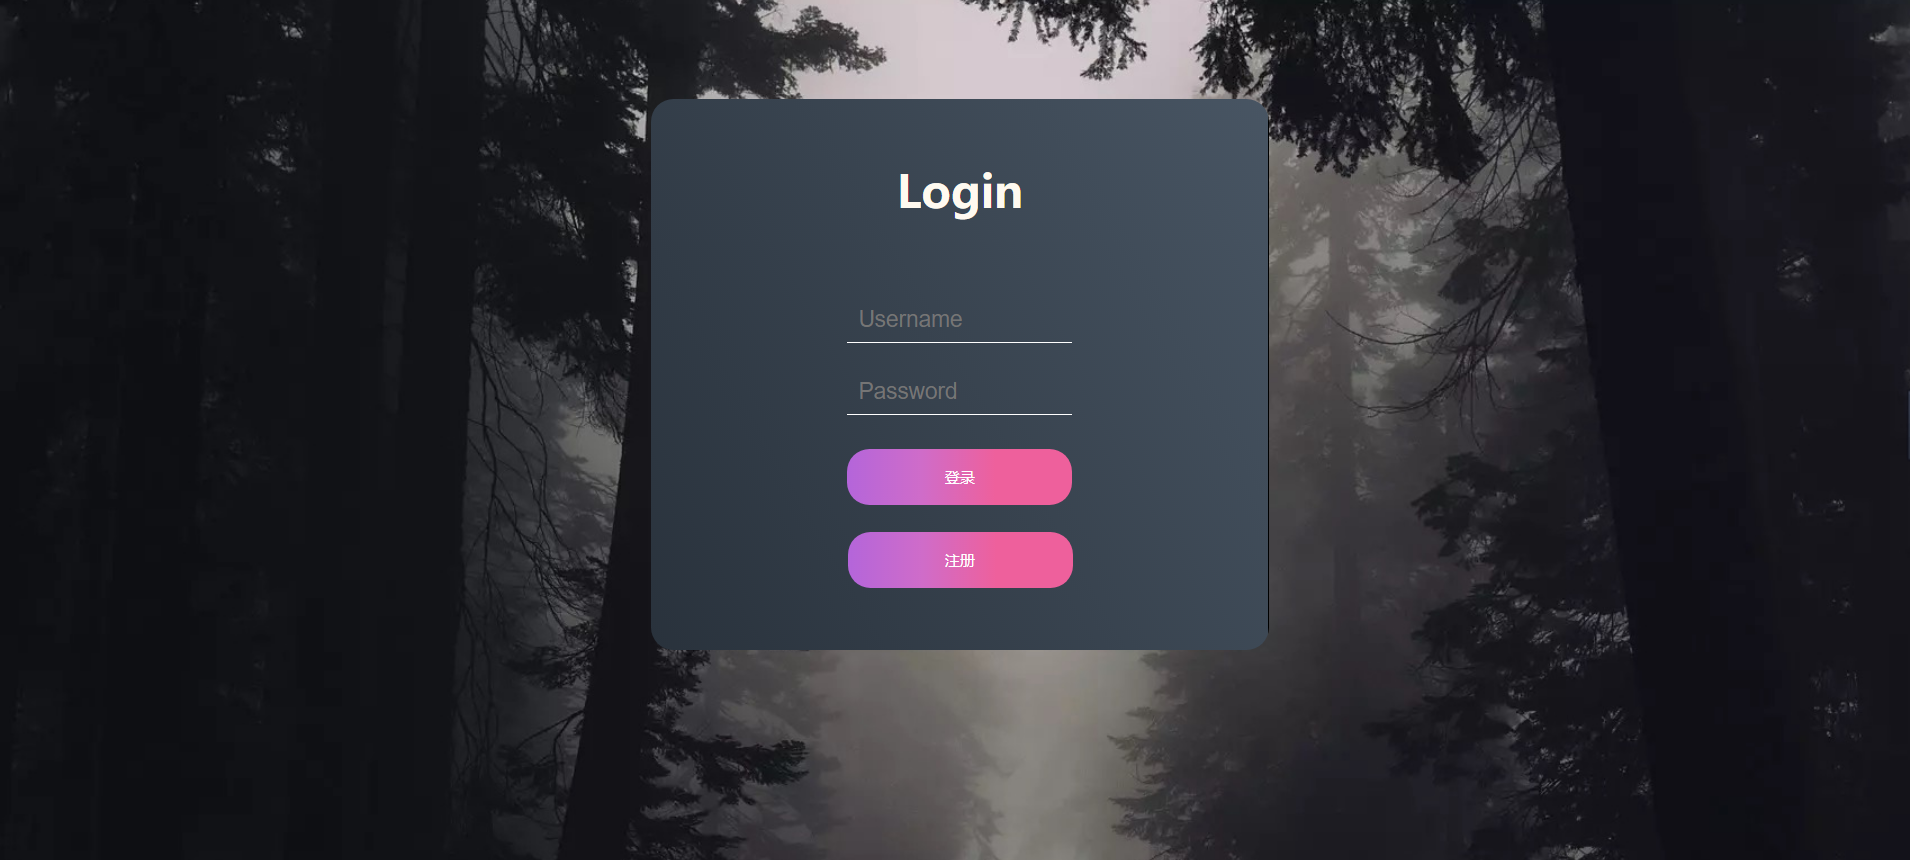 Login
Username
Password
登录
注册